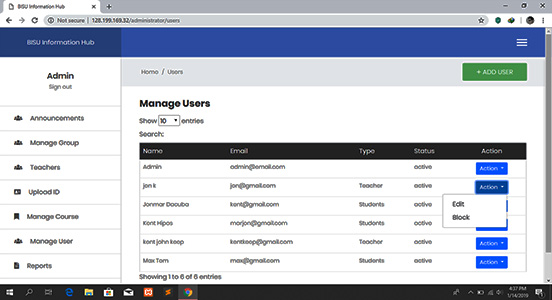 BISU Information Hub
Not secure | 128.199.169.32/administrator/users
BISU Information Hub
Admin
Sign out
Home / Users
+ ADD USER
Announcements
Manage Group
Teachers
Upload ID
Manage Course
Manage User
Reports
Manage Users
Show 10 entries
Search:
Name Email Type Status Action
Admin admin@email.com active Action
jen k jen@gmail.com Teacher active Action
Edit
Block
Jonmar Docuba kent@gmail.com Students active
Kent Hipos morjon@gmail.com Students active
kent john keep kentkeep@gmail.com Teacher active Action
Max Tom max@gmail.com Students active Action
Showing 1 to 6 of 6 entries
4:37 PM
1/14/2019